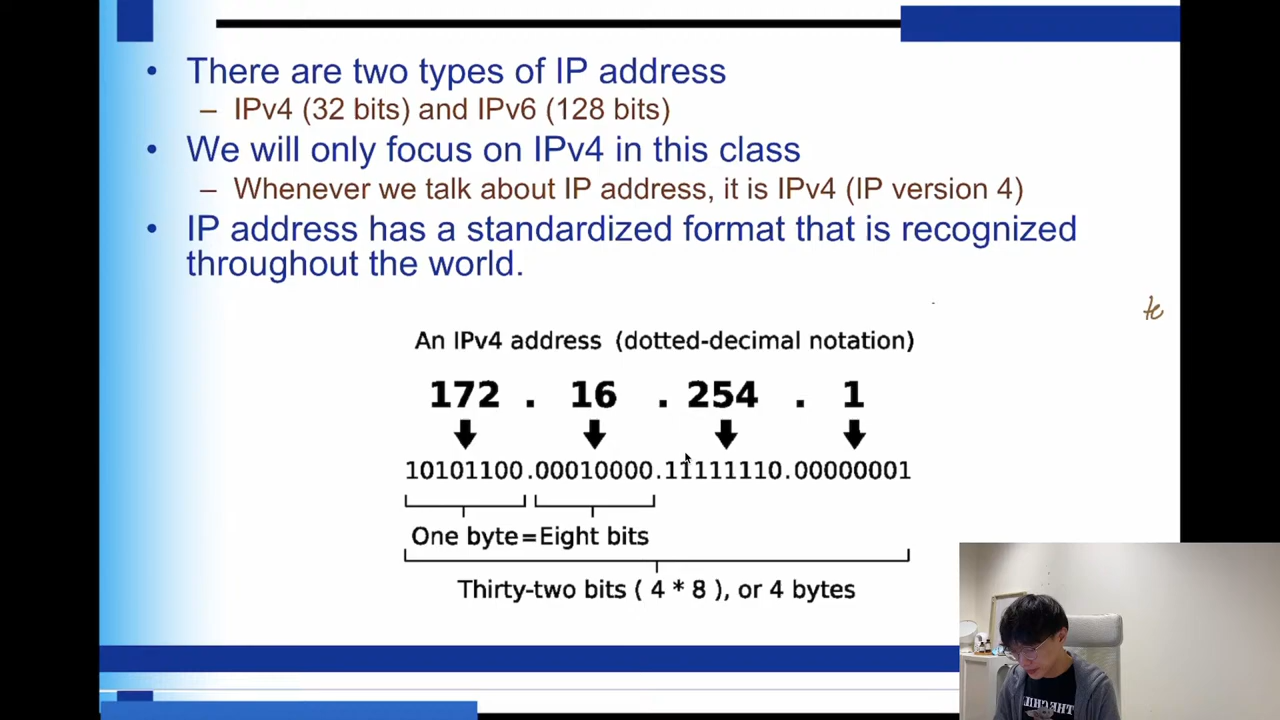 • There are two types of IP address
– IPv4 (32 bits) and IPv6 (128 bits)
• We will only focus on IPv4 in this class
– Whenever we talk about IP address, it is IPv4 (IP version 4)
• IP address has a standardized format that is recognized
throughout the world.
An IPv4 address (dotted-decimal notation)
172 . 16 . 254 . 1
10101100.00010000.11111110.00000001
One byte=Eight bits
Thirty-two bits ( 4 * 8 ), or 4 bytes